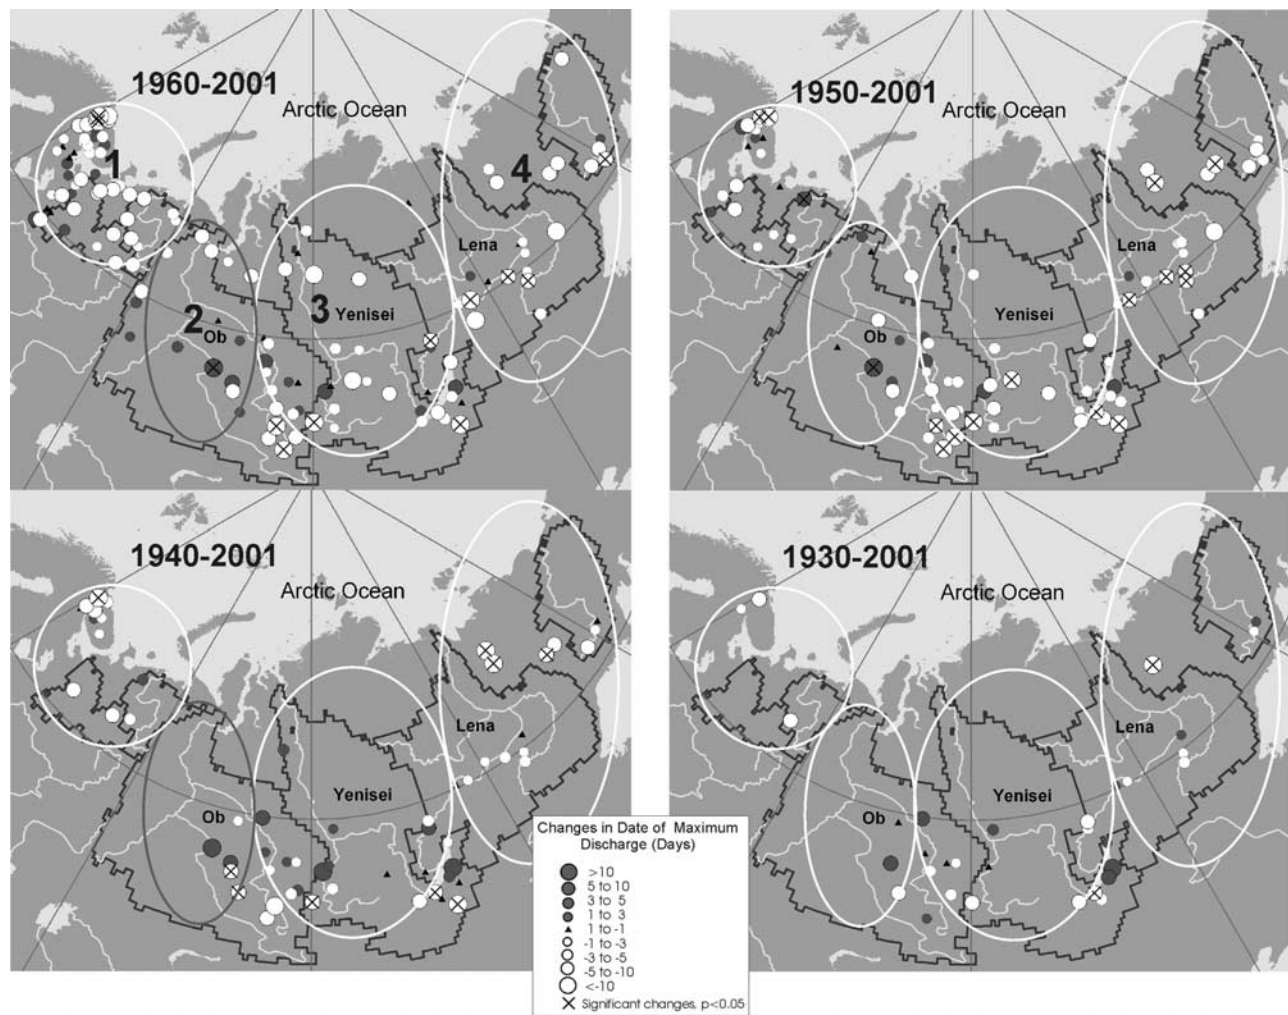 1960-2001
Arctic Ocean
1
4
Lena
3
Yenisei
2
Ob
1950-2001
Arctic Ocean
Lena
Yenisei
Ob
1940-2001
Arctic Ocean
Lena
Yenisei
Ob
1930-2001
Arctic Ocean
Lena
Yenisei
Ob
Changes in Date of Maximum
Discharge (Days)
>10
5 to 10
3 to 5
1 to 3
1 to -1
-1 to -3
-3 to -5
-5 to -10
<-10
Significant changes, p<0.05